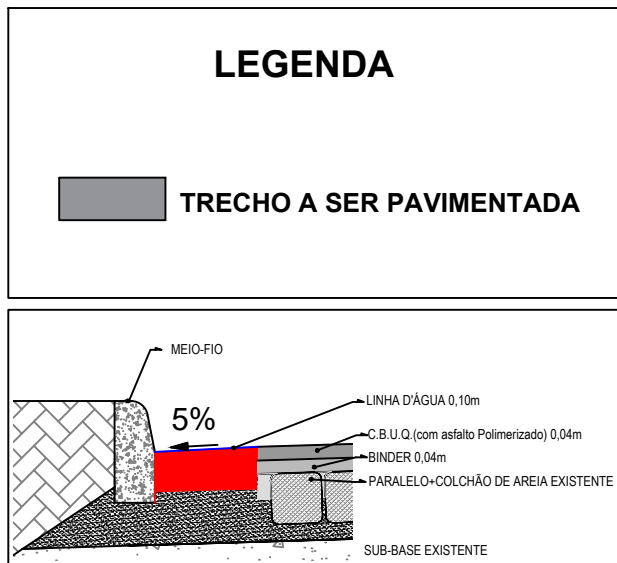 LEGENDA
TRECHO A SER PAVIMENTADA
MEIO-FIO
5%
LINHA D'ÁGUA 0,10m
C.B.U.Q.(com asfalto Polimerizado) 0,04m
BINDER 0,04m
PARALELO+COLCHÃO DE AREIA EXISTENTE
SUB-BASE EXISTENTE